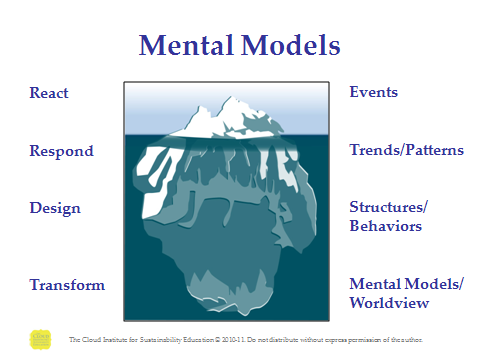 Mental Models
React
Events
Respond
Trends/Patterns
Design
Structures/
Behaviors
Transform
Mental Models/
Worldview
The Cloud Institute for Sustainability Education © 2010-11. Do not distribute without express permission of the author.